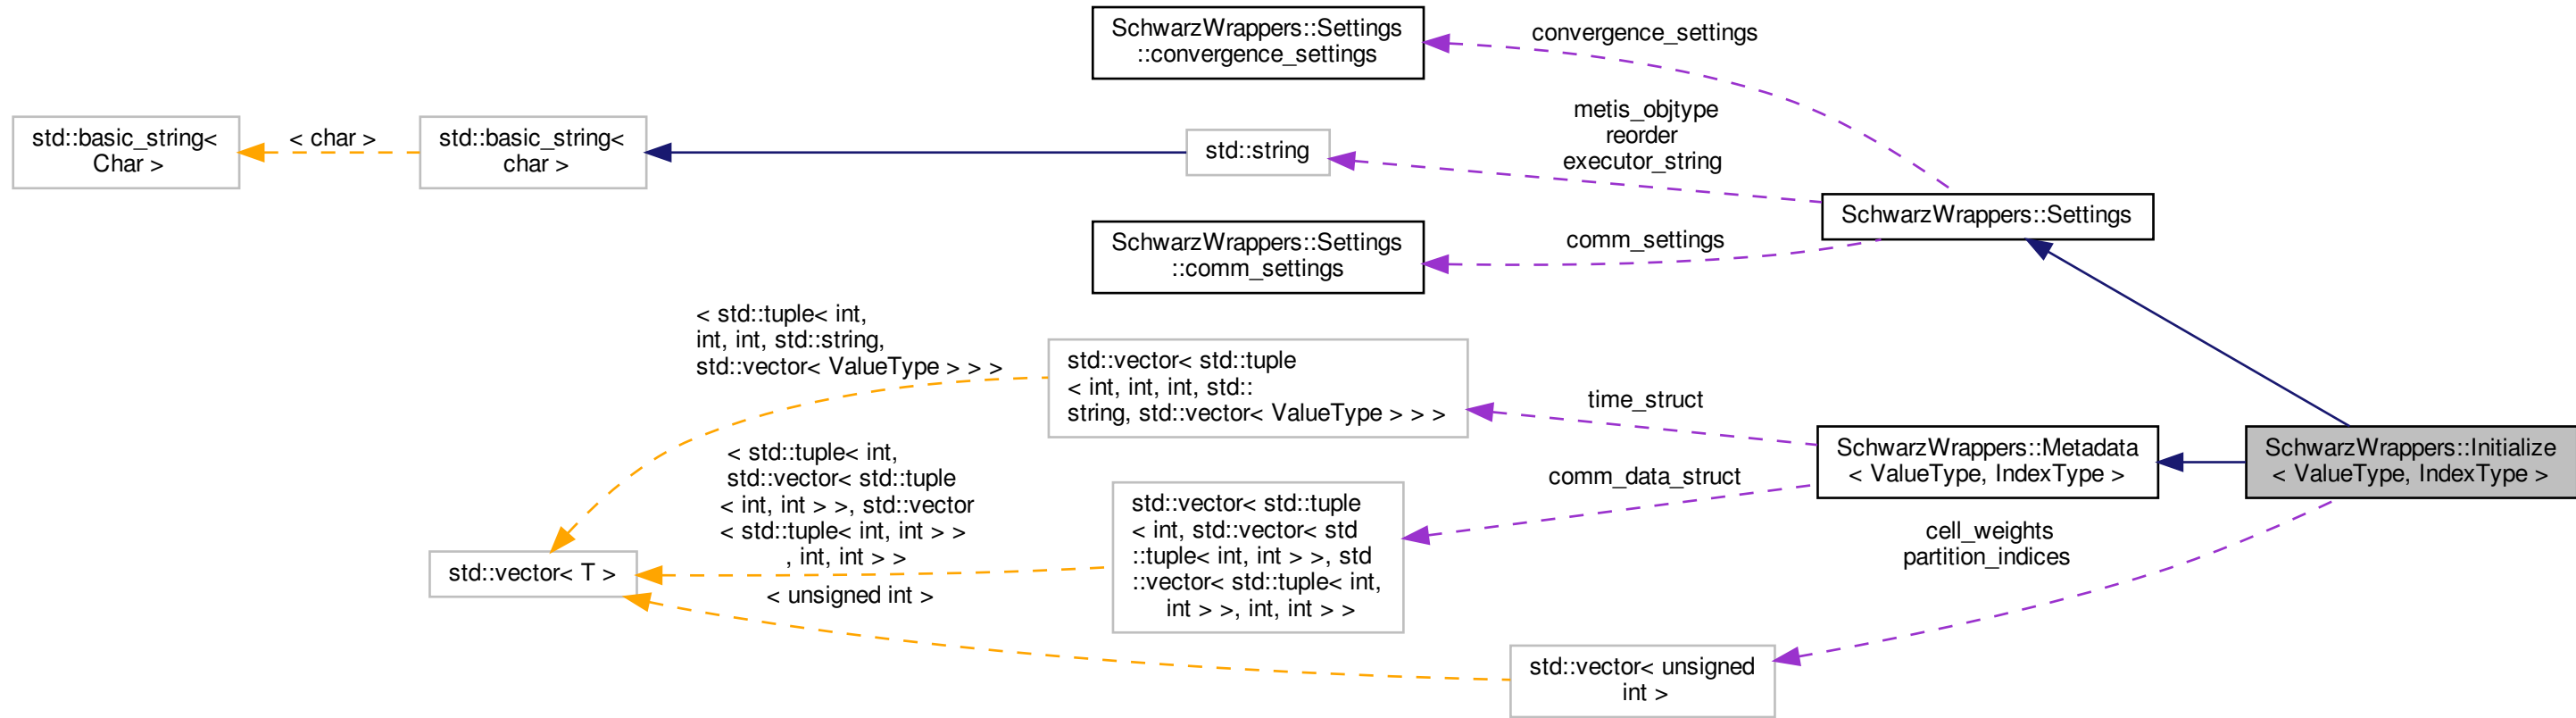 SchwarzWrappers::Settings
::convergence_settings
convergence_settings
std::basic_string<
Char >
< char >
std::basic_string<
char >
std::string
metis_objtype
reorder
executor_string
SchwarzWrappers::Settings
SchwarzWrappers::Settings
::comm_settings
comm_settings
< std::tuple< int,
int, int, std::string,
std::vector< ValueType > > >
std::vector< std::tuple
< int, int, int, std::
string, std::vector< ValueType > > >
time_struct
SchwarzWrappers::Metadata
< ValueType, IndexType >
SchwarzWrappers::Initialize
< ValueType, IndexType >
< std::tuple< int,
std::vector< std::tuple
< int, int > >, std::vector
< std::tuple< int, int > >
, int, int > >
comm_data_struct
std::vector< std::tuple
< int, std::vector< std
::tuple< int, int > >, std
::vector< std::tuple< int,
int > >, int, int > >
cell_weights
partition_indices
std::vector< T >
< unsigned int >
std::vector< unsigned
int >